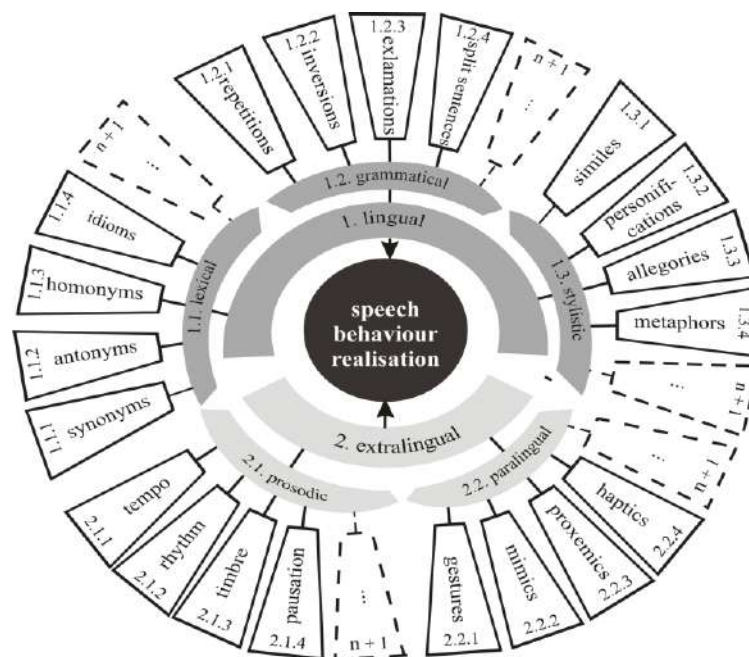 speech
behaviour
realisation
1. lingual
1.1. lexical
1.1.1
synonyms
1.1.2
antonyms
1.1.3
homonyms
1.1.4
idioms
n + 1
...
1.2. grammatical
1.2.1
repetitions
1.2.2
inversions
1.2.3
exlamations
1.2.4
split sentences
n + 1
...
1.3. stylistic
1.3.1
similes
1.3.2
personifi-
cations
1.3.3
allegories
1.3.4
metaphors
n + 1
...
2. extralingual
2.1. prosodic
2.1.1
tempo
2.1.2
rhythm
2.1.3
timbre
2.1.4
pausation
n + 1
...
2.2. paralingual
2.2.1
gestures
2.2.2
mimics
2.2.3
proxemics
2.2.4
haptics
n + 1
...